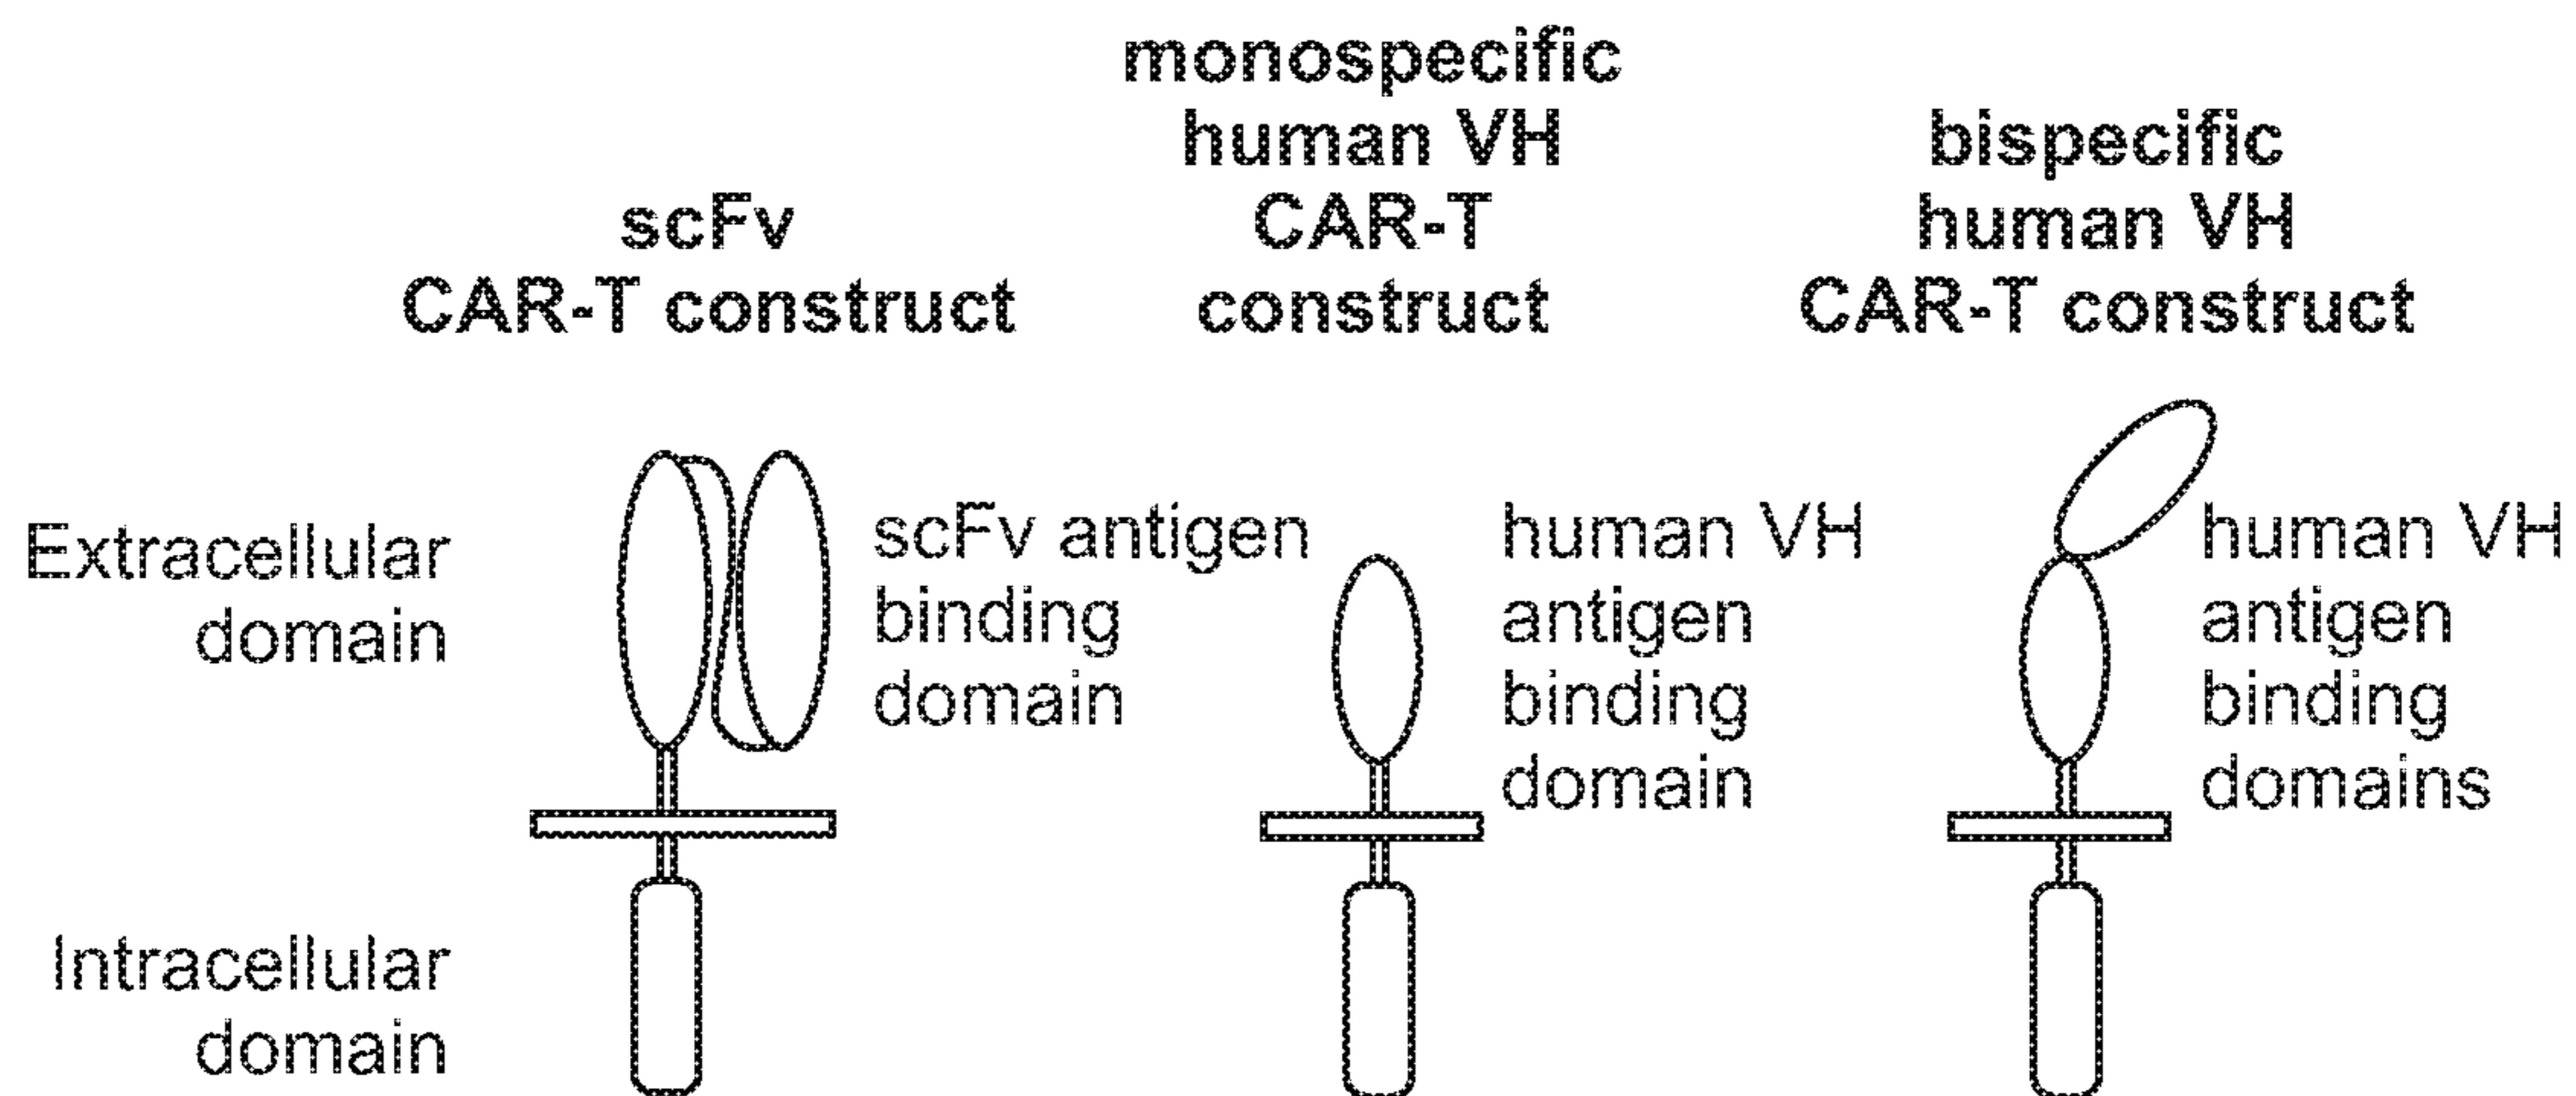 scFv
CAR-T construct
monospecific
human VH
CAR-T
construct
bispecific
human VH
CAR-T construct
Extracellular
domain
scFv antigen
binding
domain
human VH
antigen
binding
domain
human VH
antigen
binding
domains
Intracellular
domain